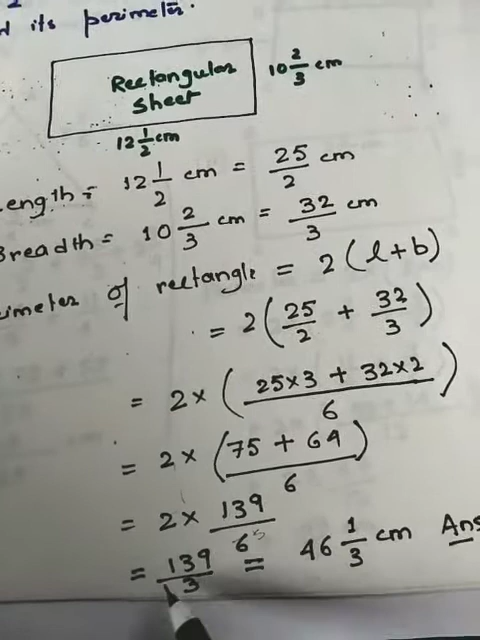 its perimeter.
Rectangular
Sheet
10 2/3 cm
12 1/2 cm
Length = 12 1/2 cm = 25/2 cm
Breadth = 10 2/3 cm = 32/3 cm
of rectangle = 2(l+b)
= 2(25/2 + 32/3)
= 2×(25×3 + 32×2/6)
= 2×(75 + 64/6)
= 2× 139/6
= 139/3 = 46 1/3 cm Ans